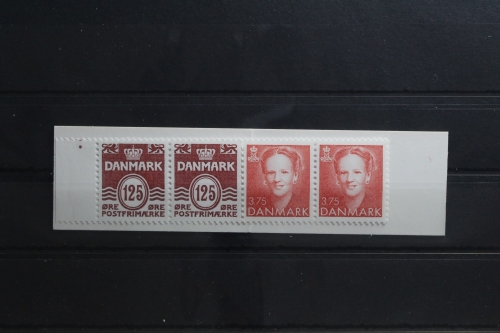 DANMARK
125
ØRE ØRE
POSTFRIMÆRKE
DANMARK
125
ØRE ØRE
POSTFRIMÆRKE
3.75
DANMARK
3.75
DANMARK